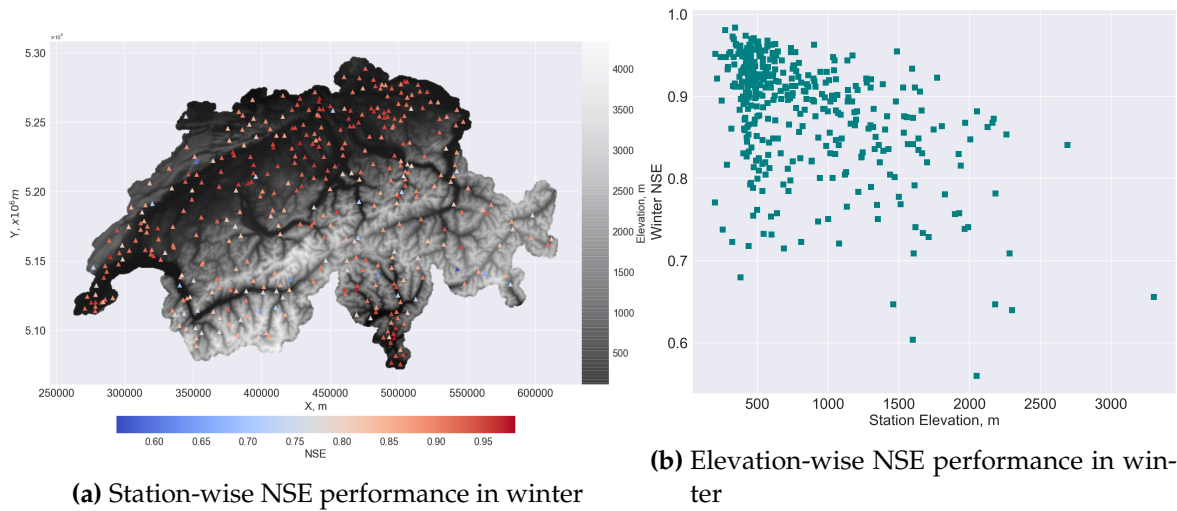 ×10⁶
5.30
5.25
5.20
5.15
5.10
Y, x10⁶m
250000 300000 350000 400000 450000 500000 550000 600000
X, m
4000
3500
3000
2500
2000
1500
1000
500
Elevation, m
0.60 0.65 0.70 0.75 0.80 0.85 0.90 0.95
NSE
(a) Station-wise NSE performance in winter
1.0
0.9
0.8
0.7
0.6
Winter NSE
500 1000 1500 2000 2500 3000
Station Elevation, m
(b) Elevation-wise NSE performance in win-
ter